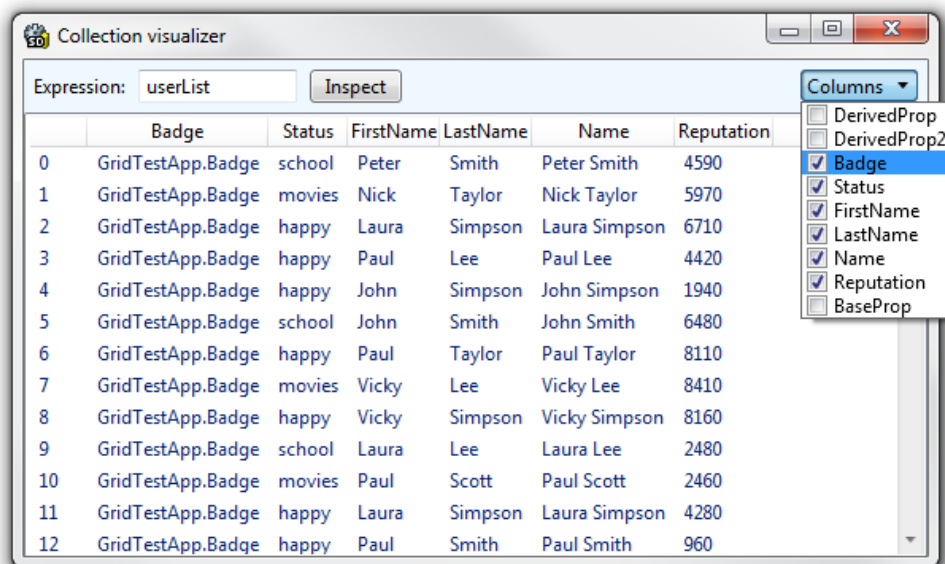 Collection visualizer
Expression: userList Inspect Columns
DerivedProp
DerivedProp2
Badge
Status
FirstName
LastName
Name
Reputation
BaseProp
Badge Status FirstName LastName Name Reputation
0 GridTestApp.Badge school Peter Smith Peter Smith 4590
1 GridTestApp.Badge movies Nick Taylor Nick Taylor 5970
2 GridTestApp.Badge happy Laura Simpson Laura Simpson 6710
3 GridTestApp.Badge happy Paul Lee Paul Lee 4420
4 GridTestApp.Badge happy John Simpson John Simpson 1940
5 GridTestApp.Badge school John Smith John Smith 6480
6 GridTestApp.Badge happy Paul Taylor Paul Taylor 8110
7 GridTestApp.Badge movies Vicky Lee Vicky Lee 8410
8 GridTestApp.Badge happy Vicky Simpson Vicky Simpson 8160
9 GridTestApp.Badge school Laura Lee Laura Lee 2480
10 GridTestApp.Badge movies Paul Scott Paul Scott 2460
11 GridTestApp.Badge happy Laura Simpson Laura Simpson 4280
12 GridTestApp.Badge happy Paul Smith Paul Smith 960